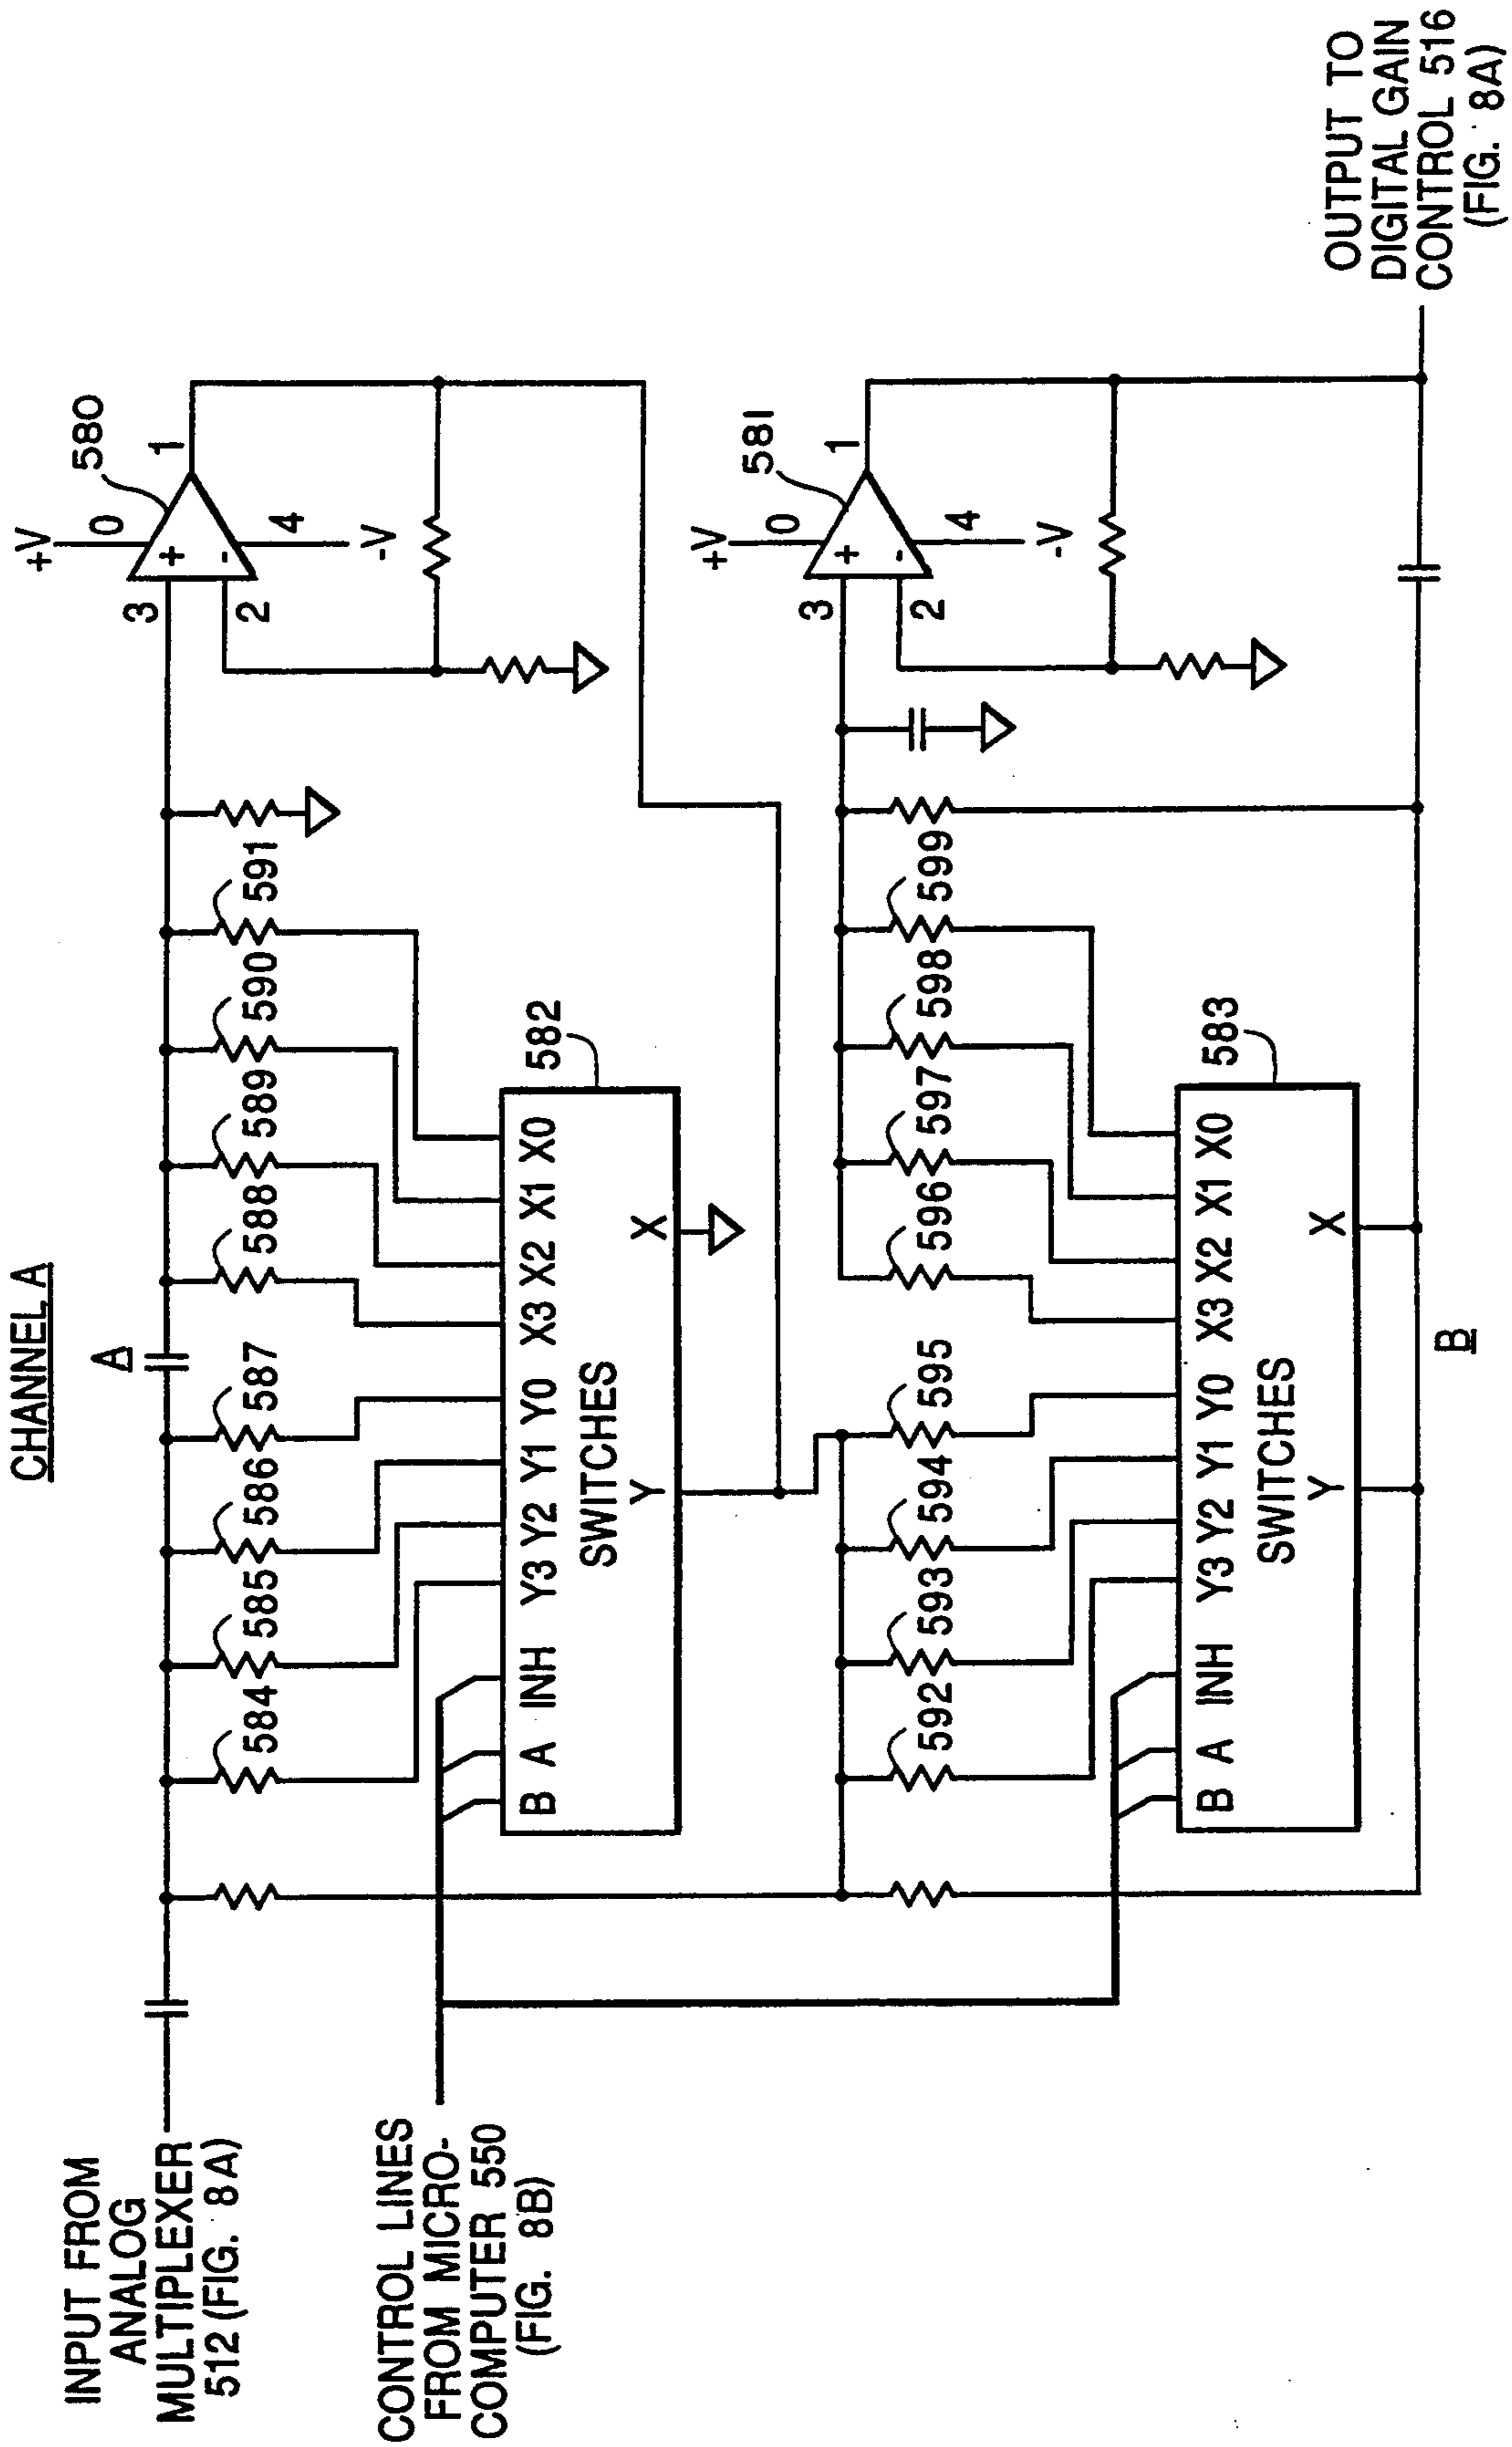 CHANNEL A
INPUT FROM
ANALOG
MULTIPLEXER
512 (FIG. 8A)
A
584 585 586 587 588 589 590 591
3
2
+V
0
+
-
4
-V
1
580
CONTROL LINES
FROM MICRO-
COMPUTER 550
(FIG. 8B)
B A INH Y3 Y2 Y1 Y0 X3 X2 X1 X0
SWITCHES
Y X
582
592 593 594 595 596 597 598 599
3
2
+V
0
+
-
4
-V
1
581
B A INH Y3 Y2 Y1 Y0 X3 X2 X1 X0
SWITCHES
Y X
583
B
OUTPUT TO
DIGITAL GAIN
CONTROL 516
(FIG. 8A)